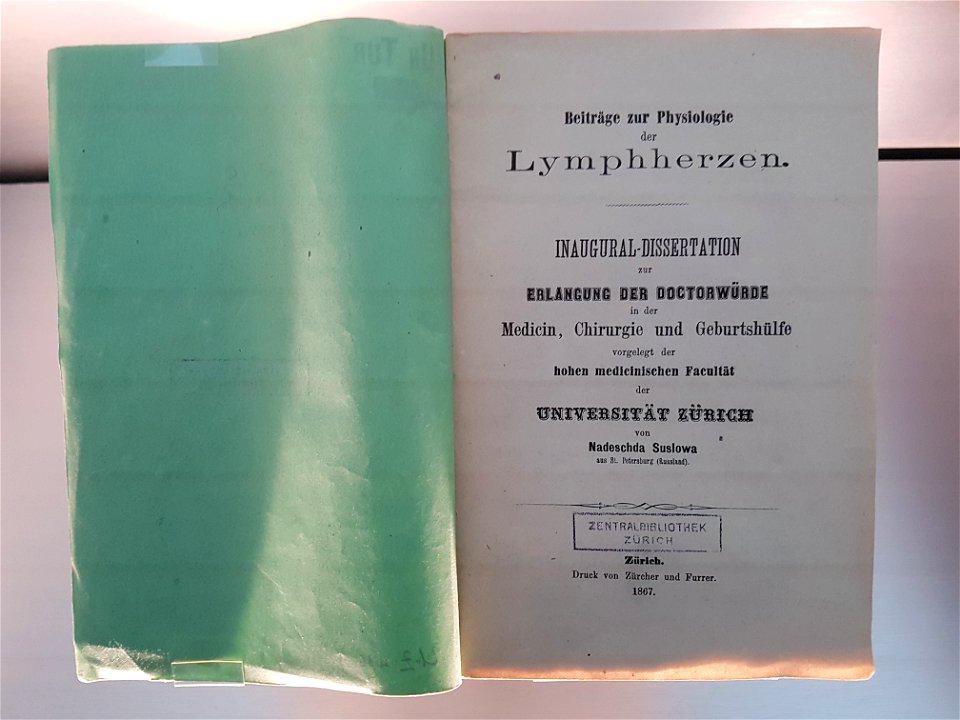 Beiträge zur Physiologie
der
Lymphherzen.
INAUGURAL-DISSERTATION
zur
ERLANGUNG DER DOCTORWÜRDE
in der
Medicin, Chirurgie und Geburtshülfe
vorgelegt der
hohen medicinischen Facultät
der
UNIVERSITÄT ZÜRICH
von
Nadeschda Suslowa
aus St. Petersburg (Russland).
ZENTRALBIBLIOTHEK
ZÜRICH
Zürich.
Druck von Zürcher und Furrer.
1867.